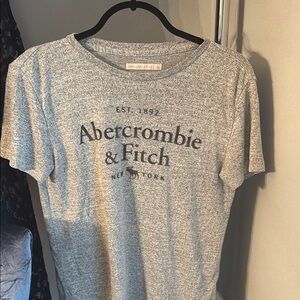 EST. 1892
Abercrombie
& Fitch
NEW YORK